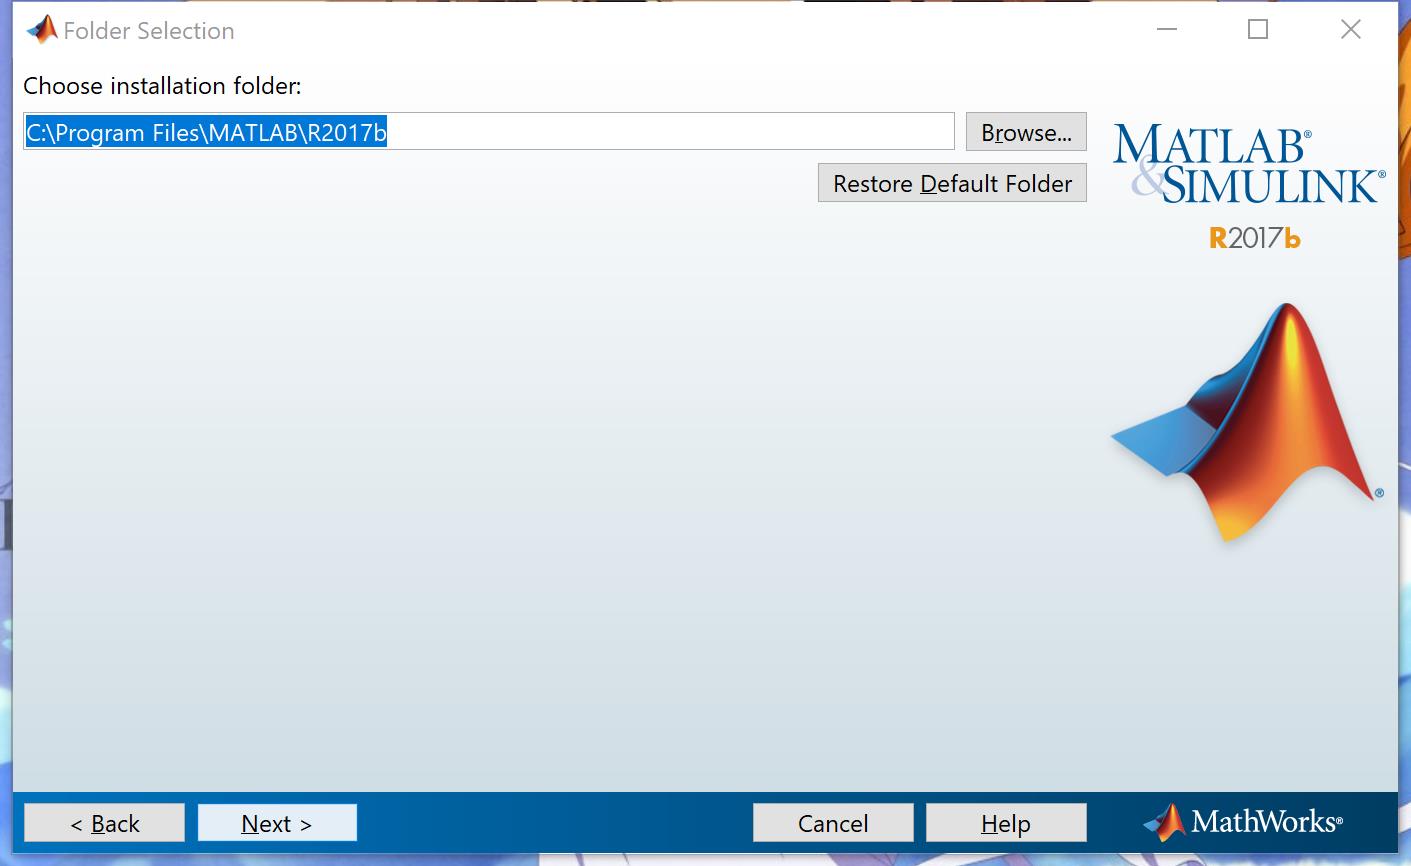 Folder Selection
Choose installation folder:
C:\Program Files\MATLAB\R2017b
Browse...
Restore Default Folder
MATLAB®
&SIMULINK®
R2017b
®
< Back
Next >
Cancel
Help
MathWorks®